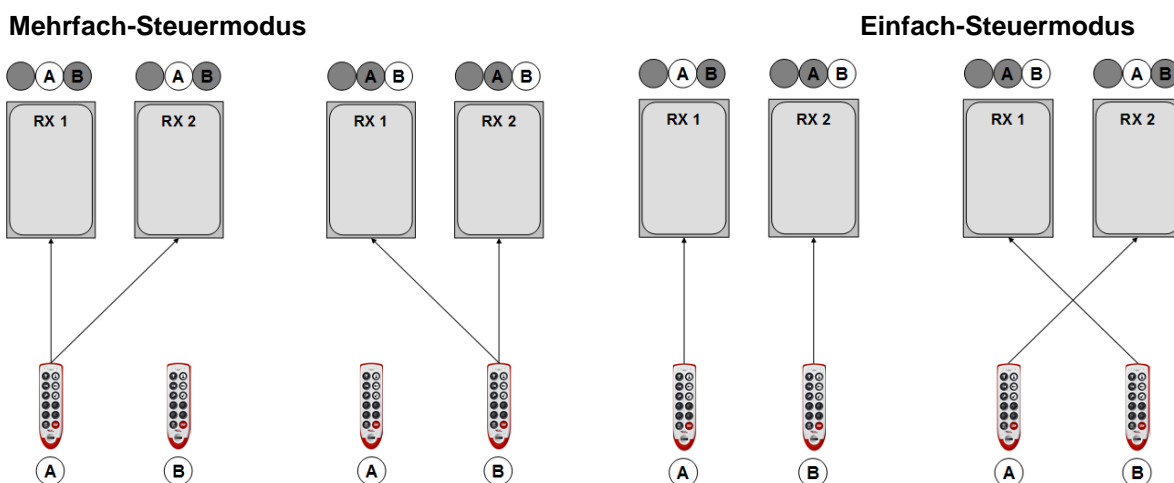 Mehrfach-Steuermodus Einfach-Steuermodus
A B A B A B A B A B A B A B A B
RX 1 RX 2 RX 1 RX 2 RX 1 RX 2 RX 1 RX 2
A B A B A B A B